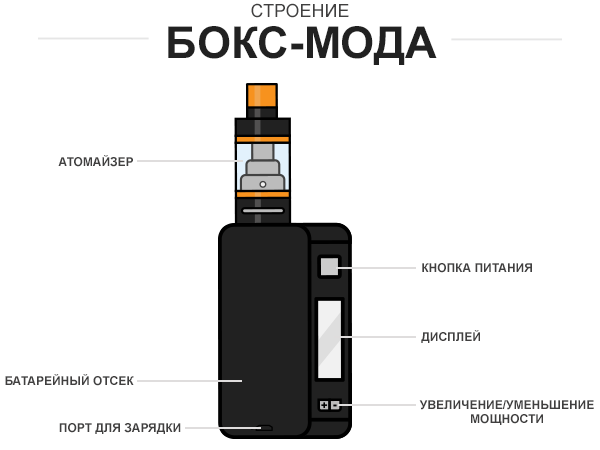 СТРОЕНИЕ
БОКС-МОДА
АТОМАЙЗЕР
КНОПКА ПИТАНИЯ
ДИСПЛЕЙ
БАТАРЕЙНЫЙ ОТСЕК
УВЕЛИЧЕНИЕ/УМЕНЬШЕНИЕ
МОЩНОСТИ
ПОРТ ДЛЯ ЗАРЯДКИ